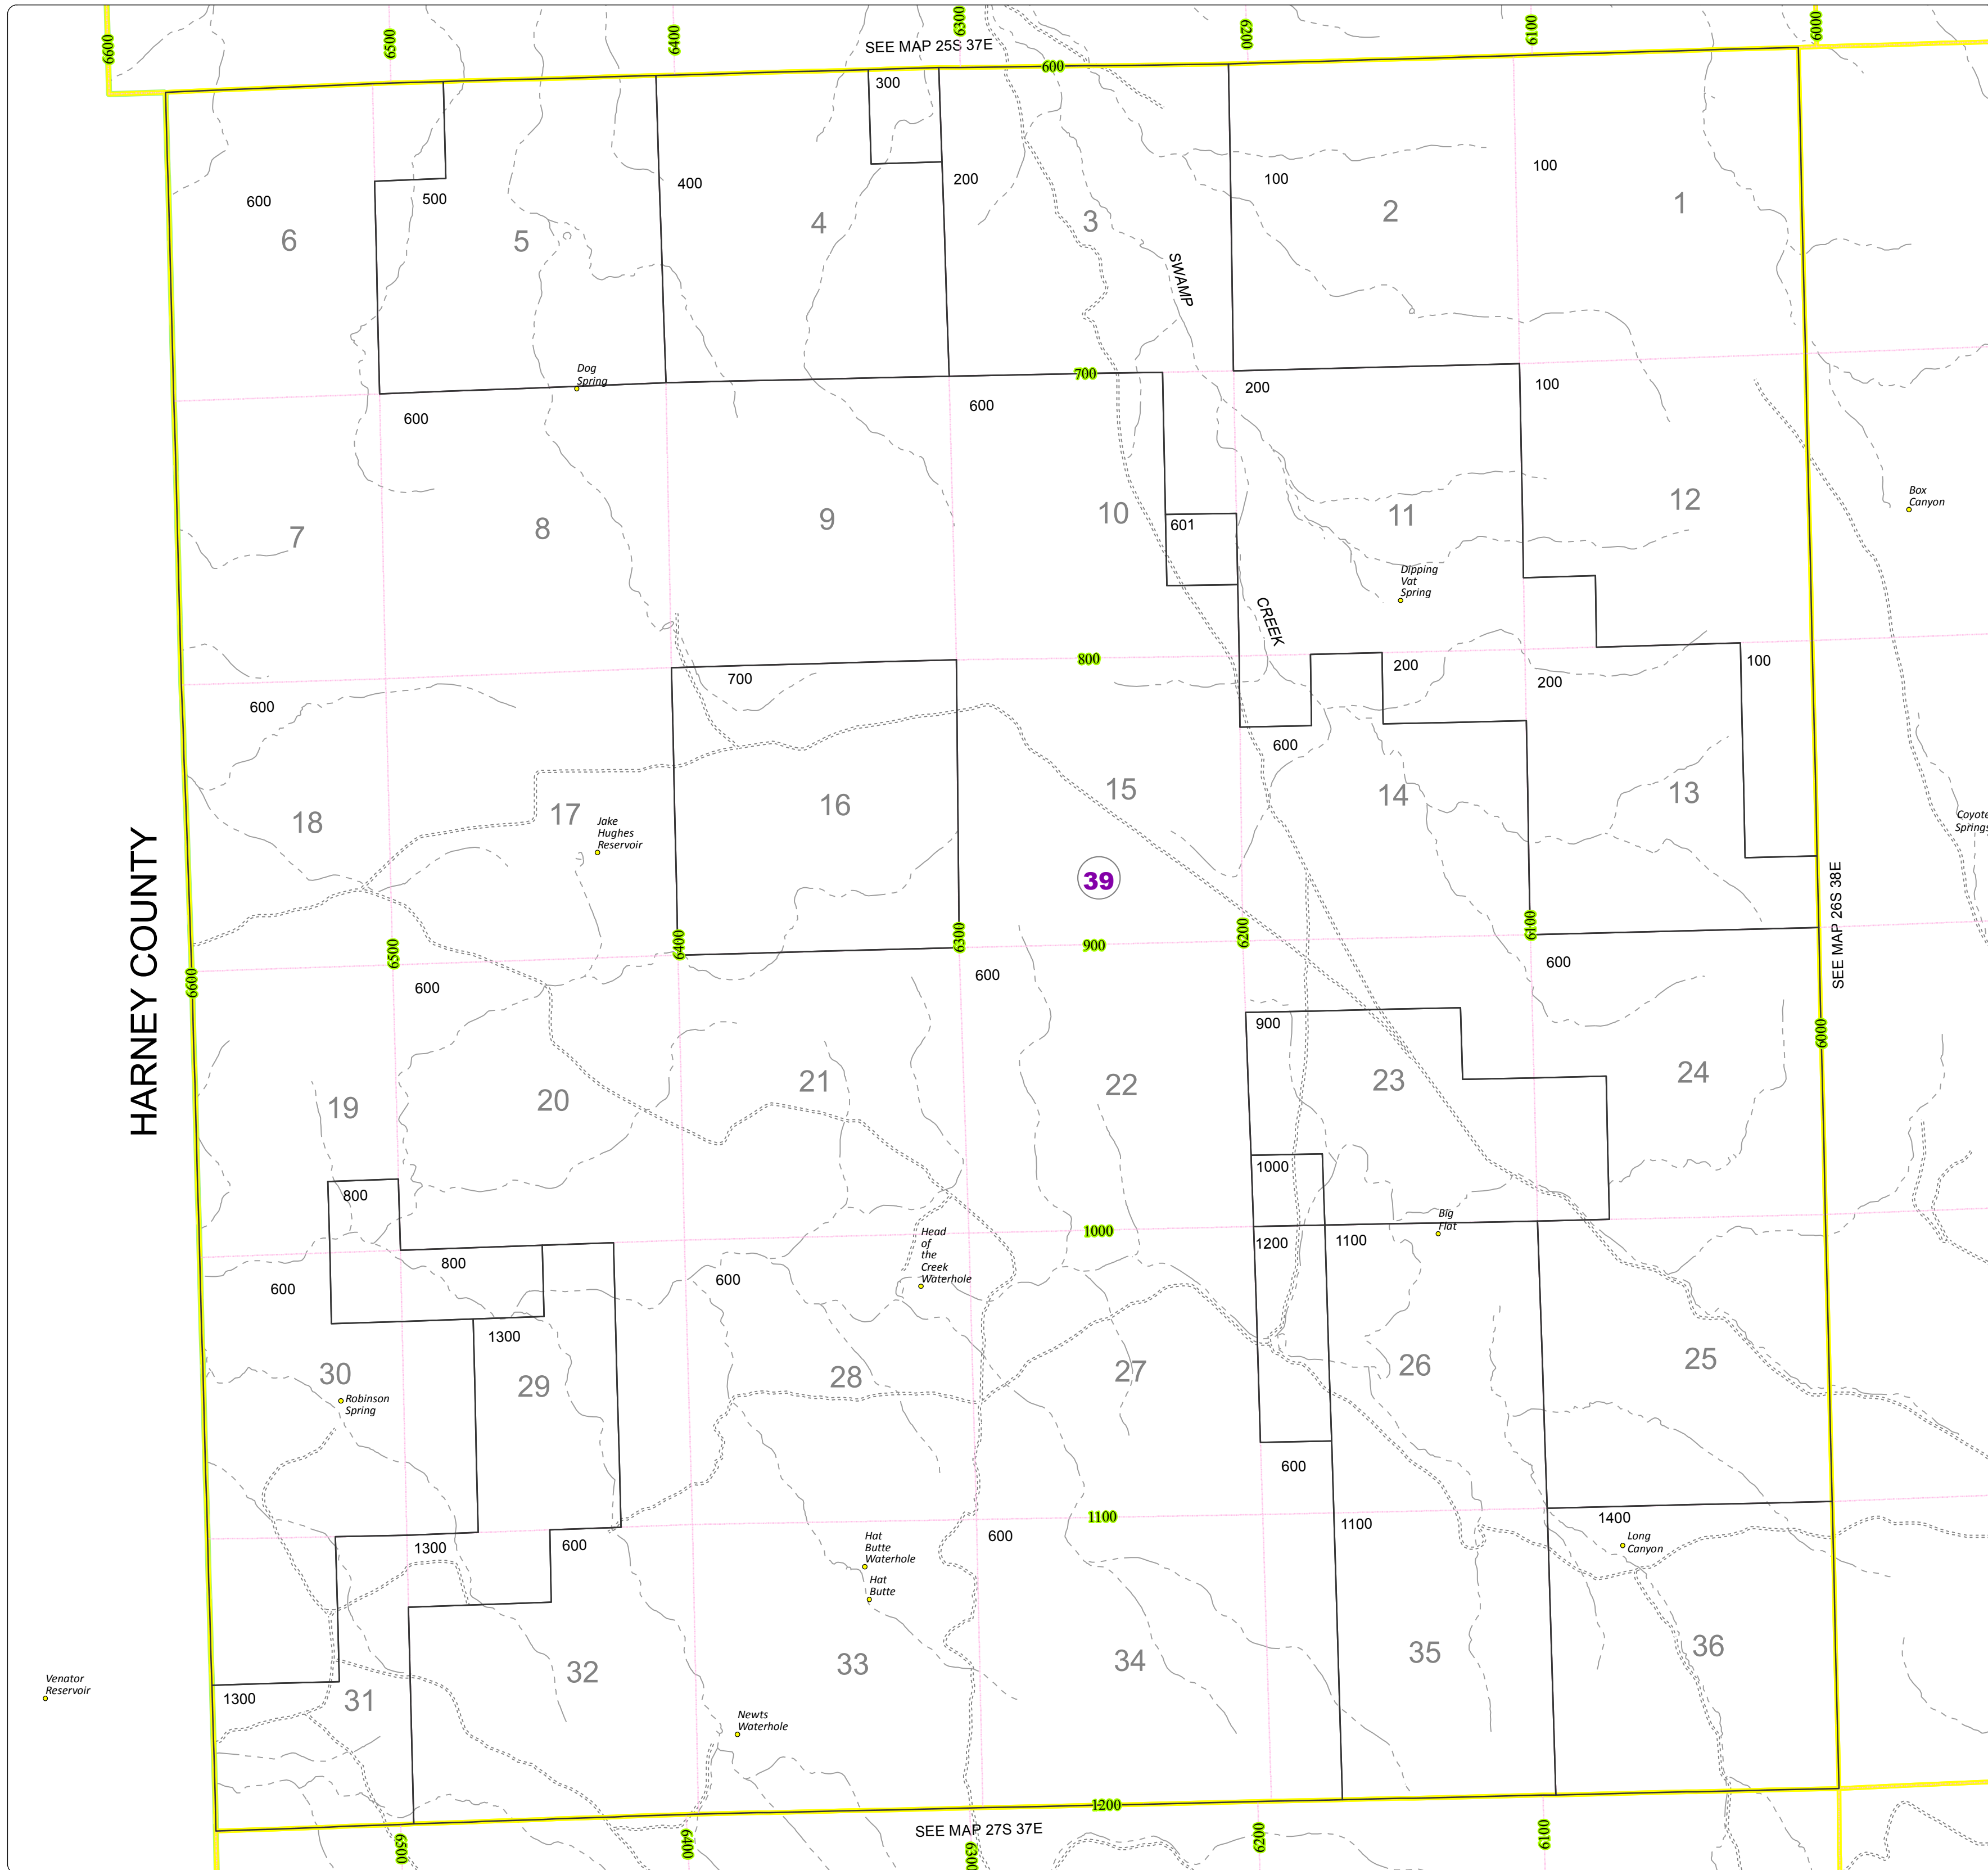 6600
6500
6400
6300
6200
6100
6000
SEE MAP 25S 37E
600
300
600
500
400
200
100
100
6
5
4
3
2
1
SWAMP
Dog
Spring
700
600
600
200
100
7
8
9
10
11
12
601
Box
Canyon
Dipping
Vat
Spring
CREEK
800
700
200
200
100
600
600
18
17
16
15
14
13
Jake
Hughes
Reservoir
Coyote
Springs
HARNEY COUNTY
39
SEE MAP 26S 38E
6600
6500
6400
6300
900
6200
6100
6000
600
600
600
900
19
20
21
22
23
24
1000
800
Head
of
the
Creek
Waterhole
1000
Big
Flat
1200
1100
800
600
600
1300
30
29
28
27
26
25
Robinson
Spring
600
1100
1300
600
600
1100
1400
Hat
Butte
Waterhole
Hat
Butte
Long
Canyon
Venator
Reservoir
1300
31
32
33
34
35
36
Newts
Waterhole
1200
SEE MAP 27S 37E
6500
6400
6300
6200
6100